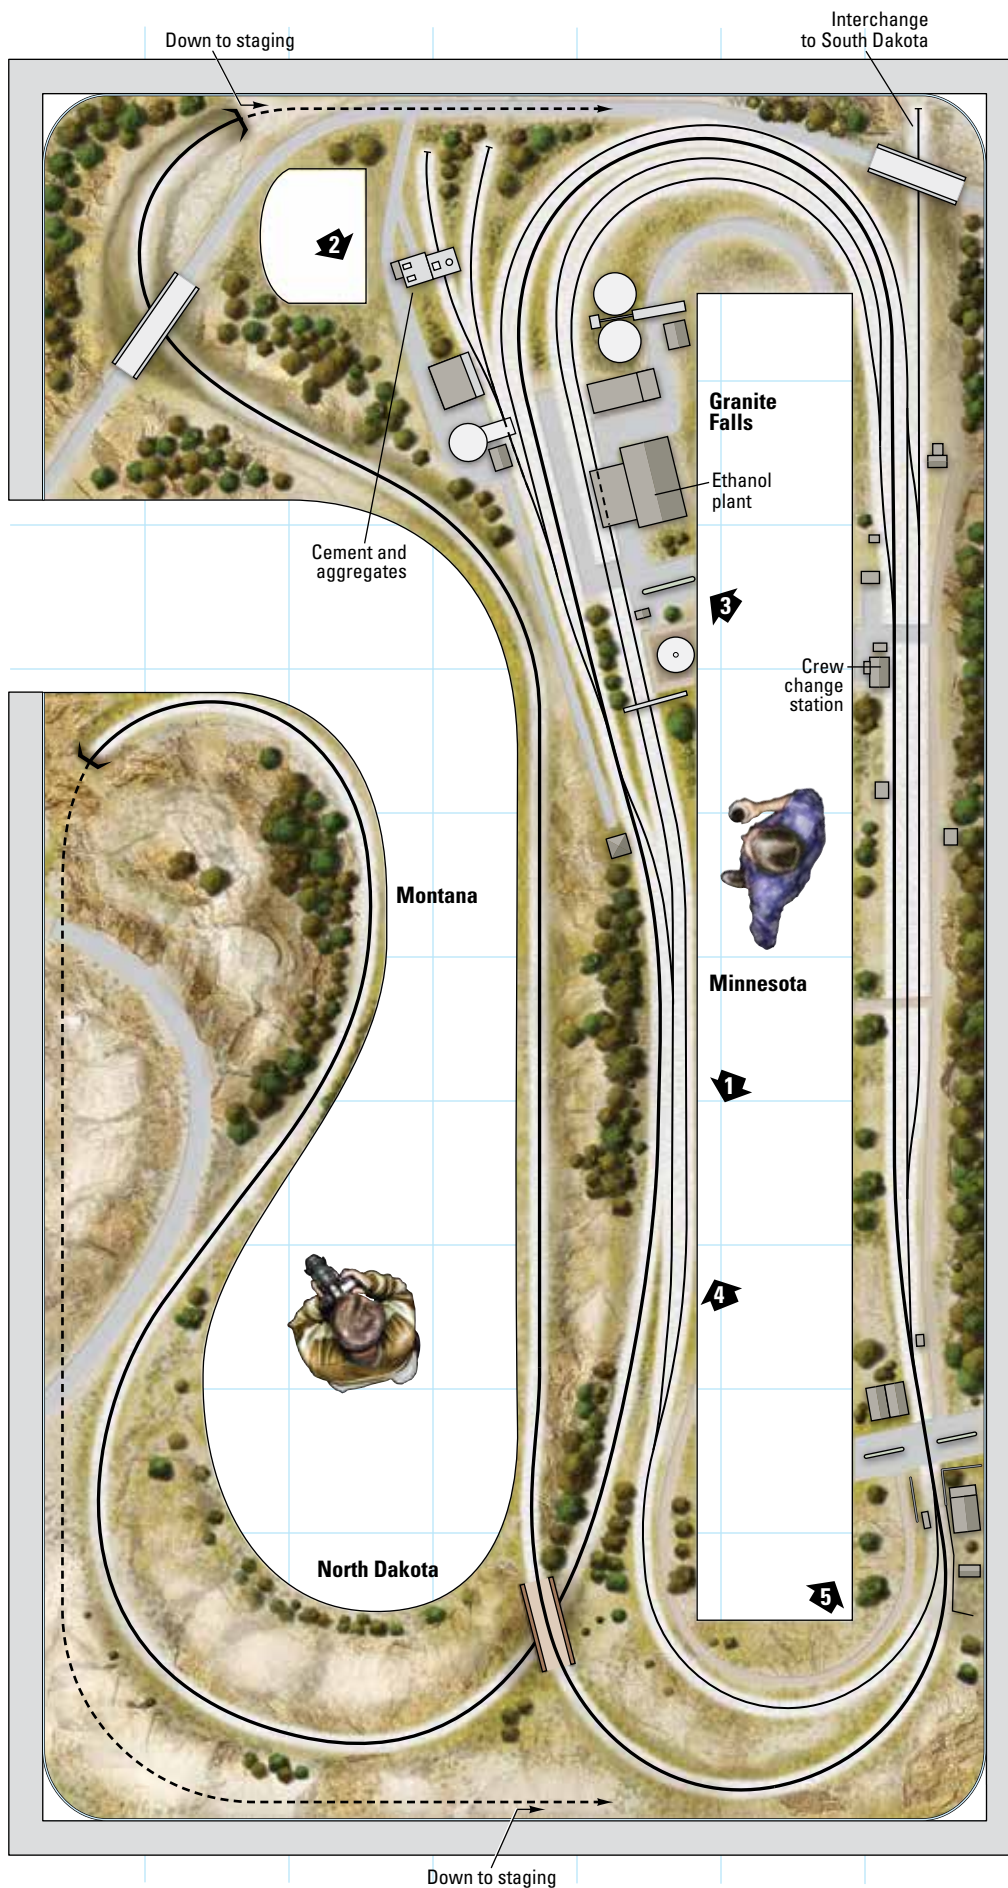 Interchange
to South Dakota
Down to staging
2
Granite
Falls
Ethanol
plant
Cement and
aggregates
3
Crew
change
station
Montana
Minnesota
1
4
North Dakota
5
Down to staging